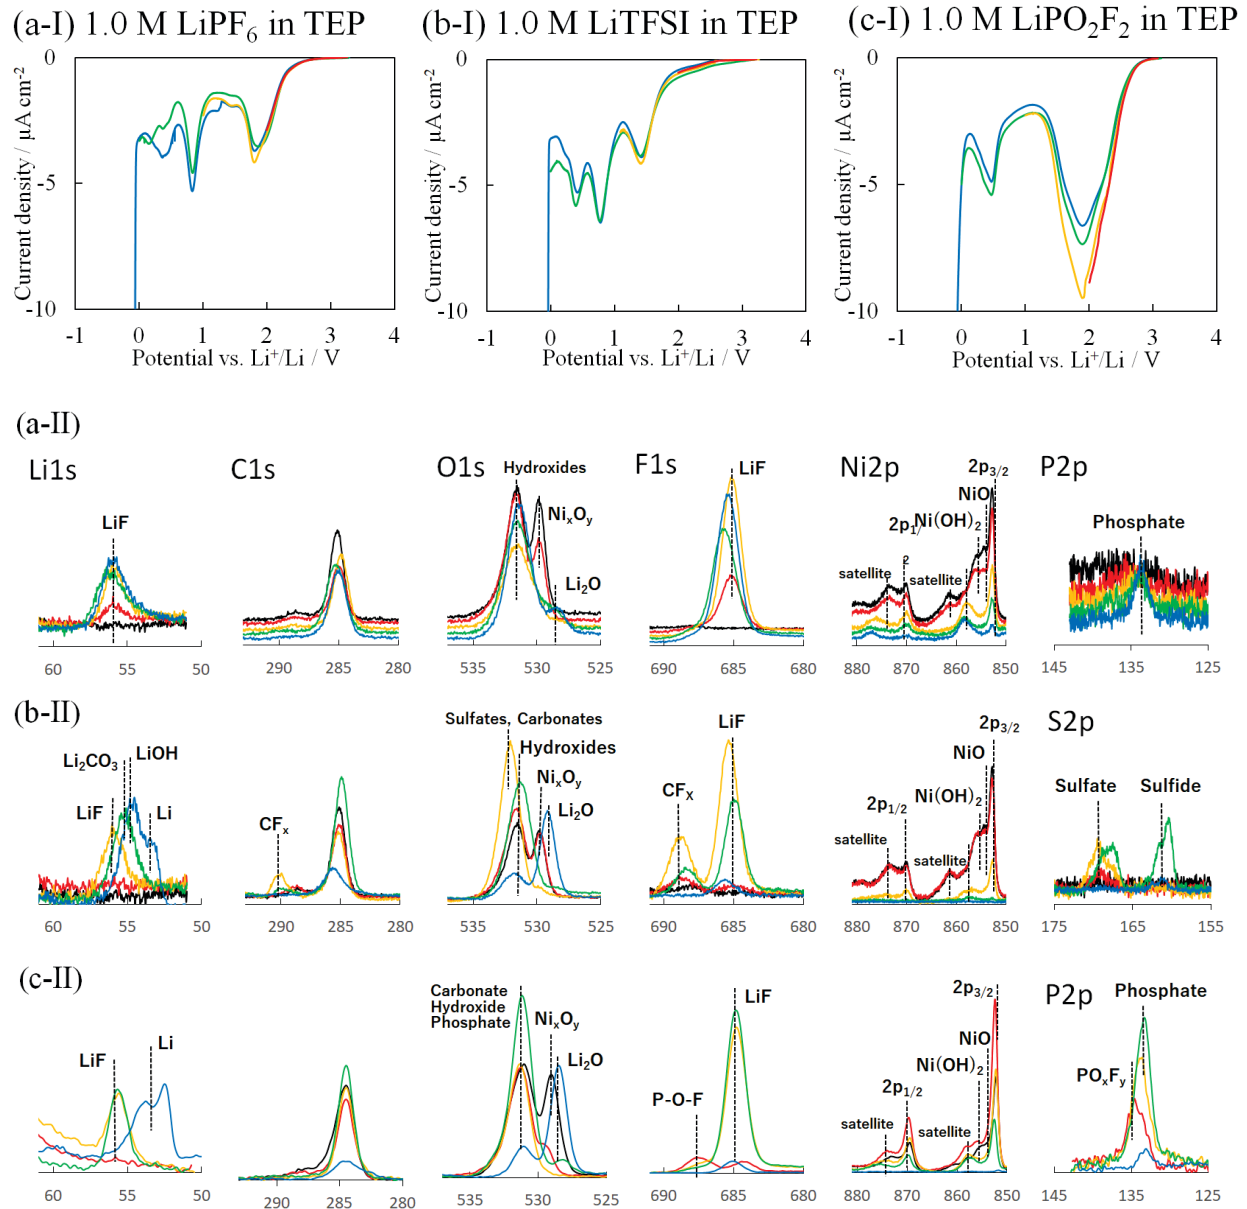 (a-I) 1.0 M LiPF6 in TEP
(b-I) 1.0 M LiTFSI in TEP
(c-I) 1.0 M LiPO2F2 in TEP
Current density / μA cm-2
0
-5
-10
-1 0 1 2 3 4
Potential vs. Li+/Li / V
Current density / μA cm-2
0
-5
-10
-1 0 1 2 3 4
Potential vs. Li+/Li / V
Current density / μA cm-2
0
-5
-10
-1 0 1 2 3 4
Potential vs. Li+/Li / V
(a-II)
Li1s
LiF
60 55 50
C1s
290 285 280
O1s
Hydroxides
NixOy
Li2O
535 530 525
F1s
LiF
690 685 680
Ni2p
2p3/2
NiO
Ni(OH)2
2p1/2
satellite
satellite
880 870 860 850
P2p
Phosphate
145 135 125
(b-II)
Li2CO3
LiOH
LiF
Li
60 55 50
CFx
290 285 280
Sulfates, Carbonates
Hydroxides
NixOy
Li2O
535 530 525
LiF
CFX
690 685 680
2p3/2
NiO
Ni(OH)2
2p1/2
satellite
satellite
880 870 860 850
S2p
Sulfate
Sulfide
175 165 155
(c-II)
Li
LiF
60 55 50
290 285 280
Carbonate
Hydroxide
Phosphate
NixOy
Li2O
535 530 525
LiF
P-O-F
690 685 680
2p3/2
NiO
Ni(OH)2
2p1/2
satellite
satellite
880 870 860 850
P2p
Phosphate
POxFy
145 135 125